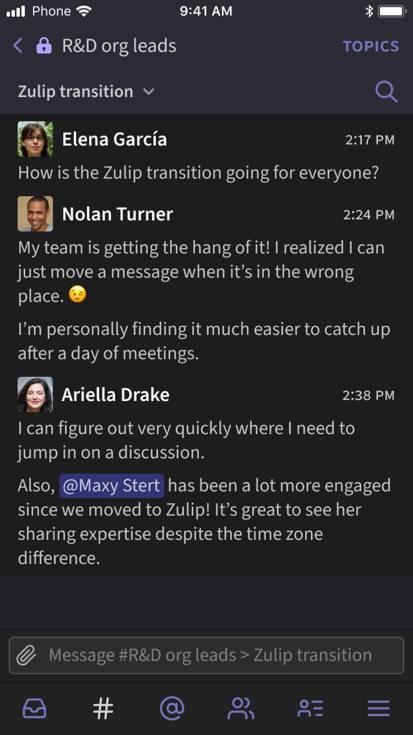 Phone 9:41 AM
R&D org leads TOPICS
Zulip transition
Elena García 2:17 PM
How is the Zulip transition going for everyone?
Nolan Turner 2:24 PM
My team is getting the hang of it! I realized I can
just move a message when it’s in the wrong
place. 😉
I’m personally finding it much easier to catch up
after a day of meetings.
Ariella Drake 2:38 PM
I can figure out very quickly where I need to
jump in on a discussion.
Also, @Maxy Stert has been a lot more engaged
since we moved to Zulip! It’s great to see her
sharing expertise despite the time zone
difference.
Message #R&D org leads > Zulip transition